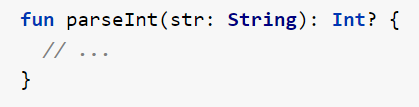 fun parseInt(str: String): Int? {
  // ...
}